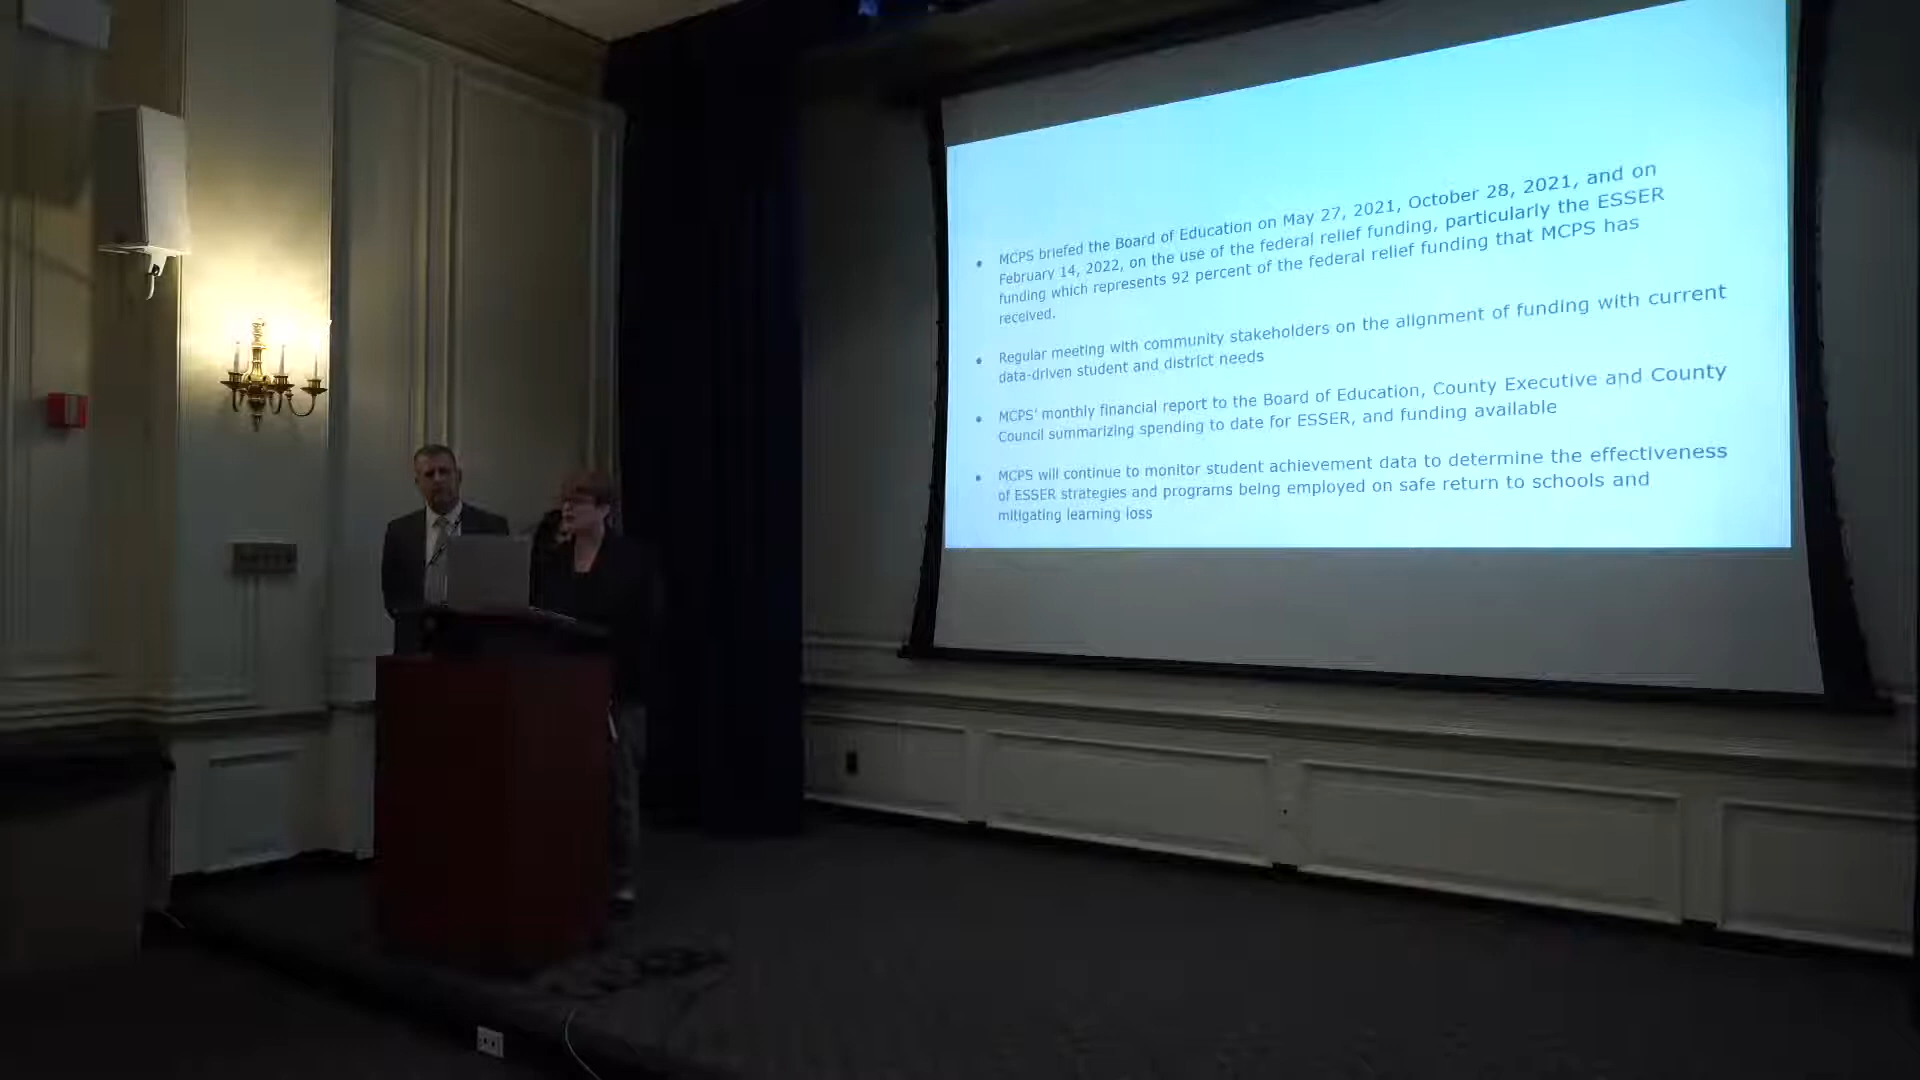 • MCPS briefed the Board of Education on May 27, 2021, October 28, 2021, and on
February 14, 2022, on the use of the federal relief funding, particularly the ESSER
funding which represents 92 percent of the federal relief funding that MCPS has
received.
• Regular meeting with community stakeholders on the alignment of funding with current
data-driven student and district needs
• MCPS' monthly financial report to the Board of Education, County Executive and County
Council summarizing spending to date for ESSER, and funding available
• MCPS will continue to monitor student achievement data to determine the effectiveness
of ESSER strategies and programs being employed on safe return to schools and
mitigating learning loss